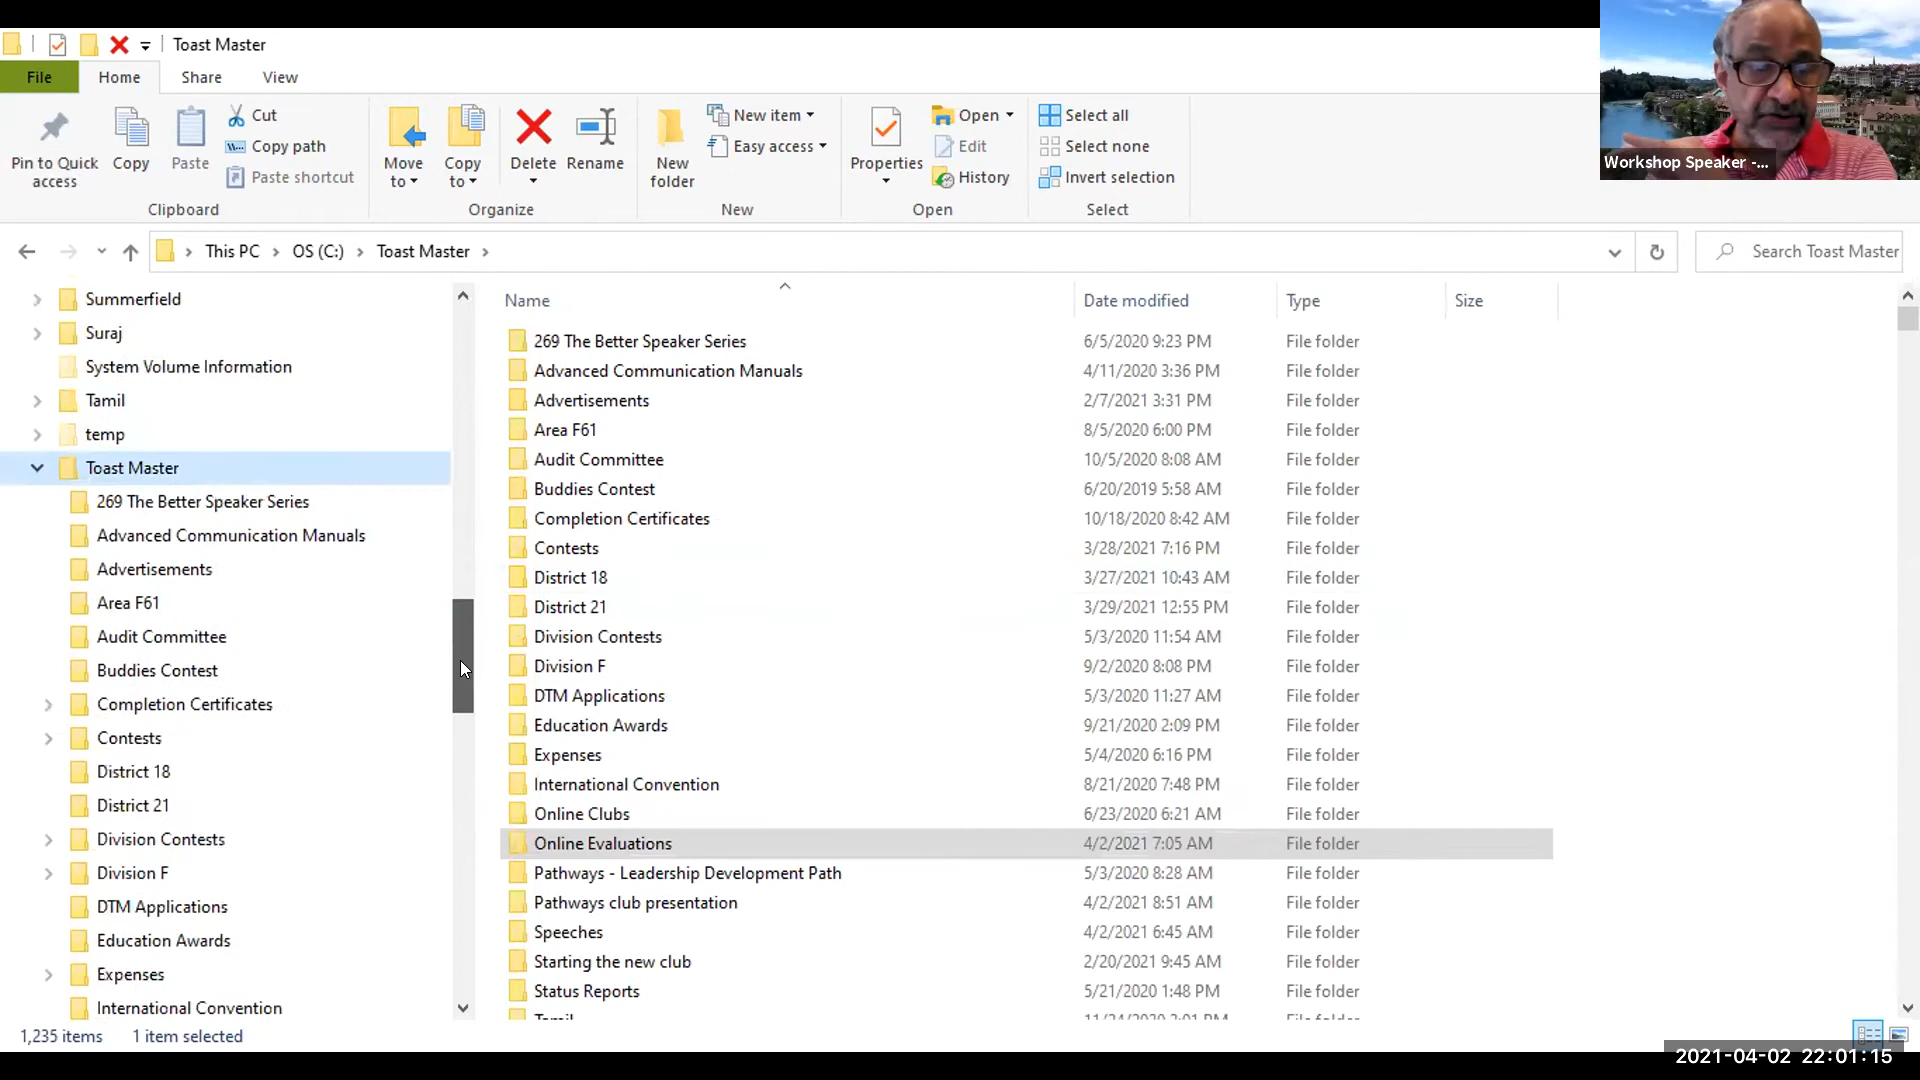 Toast Master
File Home Share View
Pin to Quick access
Copy
Paste
Cut
Copy path
Paste shortcut
Clipboard
Move to
Copy to
Delete
Rename
Organize
New folder
New item
Easy access
New
Properties
Open
Edit
History
Open
Select all
Select none
Invert selection
Select
Workshop Speaker -...
This PC > OS (C:) > Toast Master >
Search Toast Master
Summerfield
Suraj
System Volume Information
Tamil
temp
Toast Master
269 The Better Speaker Series
Advanced Communication Manuals
Advertisements
Area F61
Audit Committee
Buddies Contest
Completion Certificates
Contests
District 18
District 21
Division Contests
Division F
DTM Applications
Education Awards
Expenses
International Convention
Name Date modified Type Size
269 The Better Speaker Series 6/5/2020 9:23 PM File folder
Advanced Communication Manuals 4/11/2020 3:36 PM File folder
Advertisements 2/7/2021 3:31 PM File folder
Area F61 8/5/2020 6:00 PM File folder
Audit Committee 10/5/2020 8:08 AM File folder
Buddies Contest 6/20/2019 5:58 AM File folder
Completion Certificates 10/18/2020 8:42 AM File folder
Contests 3/28/2021 7:16 PM File folder
District 18 3/27/2021 10:43 AM File folder
District 21 3/29/2021 12:55 PM File folder
Division Contests 5/3/2020 11:54 AM File folder
Division F 9/2/2020 8:08 PM File folder
DTM Applications 5/3/2020 11:27 AM File folder
Education Awards 9/21/2020 2:09 PM File folder
Expenses 5/4/2020 6:16 PM File folder
International Convention 8/21/2020 7:48 PM File folder
Online Clubs 6/23/2020 6:21 AM File folder
Online Evaluations 4/2/2021 7:05 AM File folder
Pathways - Leadership Development Path 5/3/2020 8:28 AM File folder
Pathways club presentation 4/2/2021 8:51 AM File folder
Speeches 4/2/2021 6:45 AM File folder
Starting the new club 2/20/2021 9:45 AM File folder
Status Reports 5/21/2020 1:48 PM File folder
1,235 items 1 item selected
2021-04-02 22:01:15